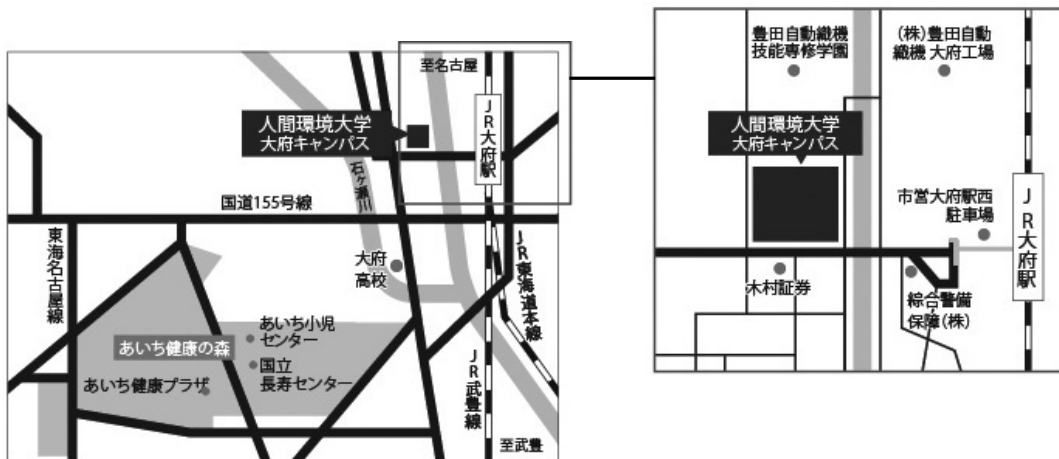 至名古屋
人間環境大学
大府キャンパス
JR大府駅
石ヶ瀬川
国道155号線
東海名古屋線
大府
高校
JR東海道本線
あいち小児
センター
あいち健康の森
国立
長寿センター
あいち健康プラザ
JR武豊線
至武豊
豊田自動織機
技能専修学園
(株)豊田自動
織機 大府工場
人間環境大学
大府キャンパス
市営大府駅西
駐車場
JR大府駅
木村証券
綜合警備
保障(株)